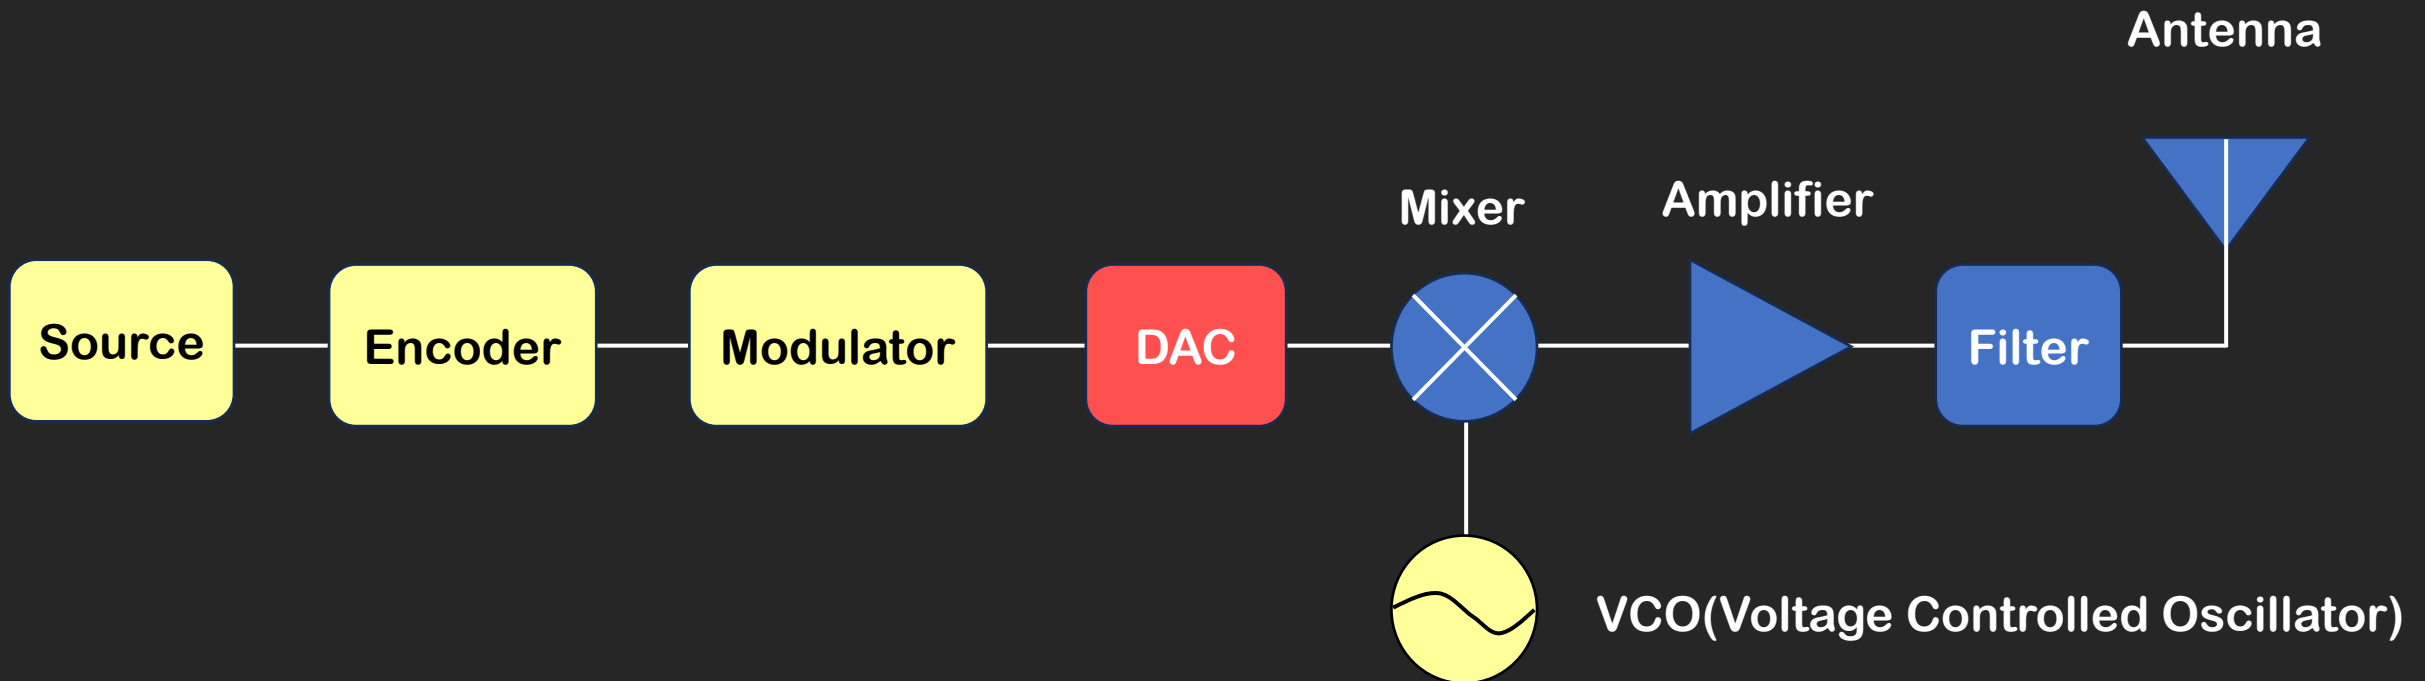 Antenna
Mixer
Amplifier
Source
Encoder
Modulator
DAC
Filter
VCO(Voltage Controlled Oscillator)